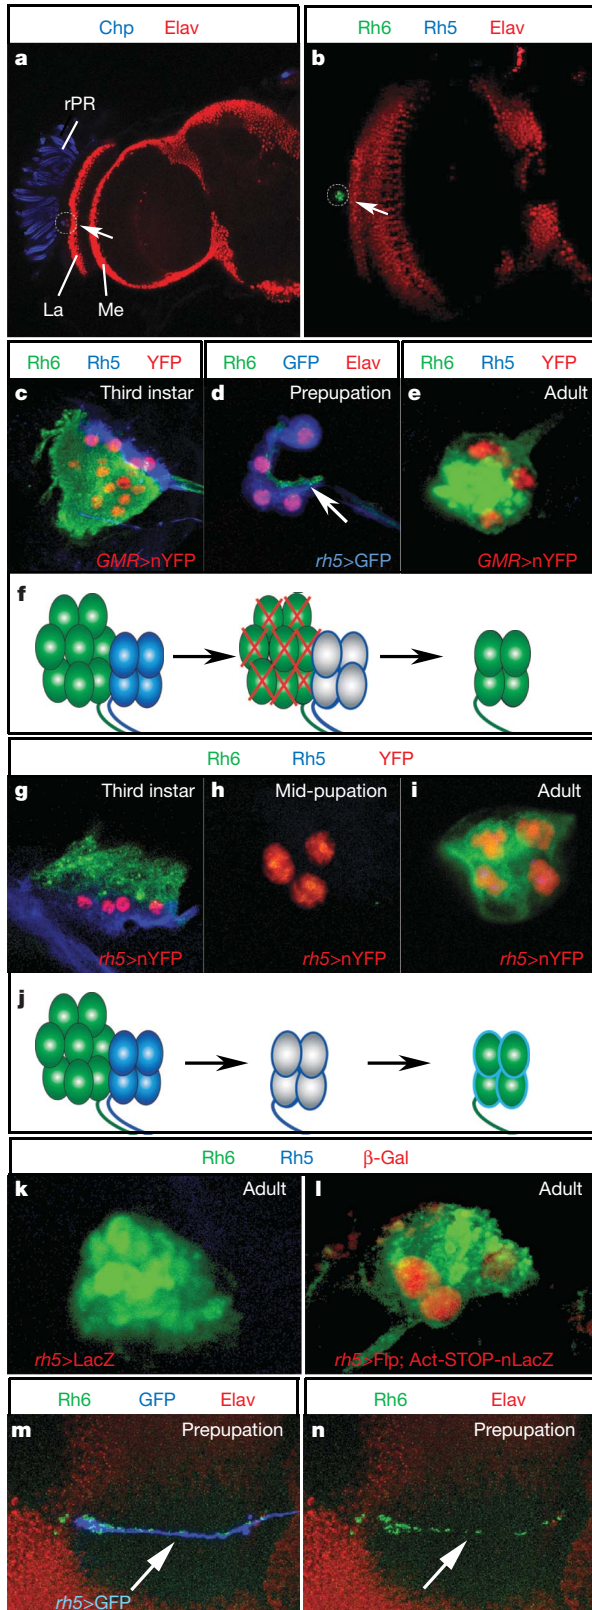 Chp Elav
Rh6 Rh5 Elav
a
rPR
La
Me
b
Rh6 Rh5 YFP
Rh6 GFP Elav
Rh6 Rh5 YFP
c Third instar
GMR>nYFP
d Prepupation
rh5>GFP
e Adult
GMR>nYFP
f
Rh6 Rh5 YFP
g Third instar
rh5>nYFP
h Mid-pupation
rh5>nYFP
i Adult
rh5>nYFP
j
Rh6 Rh5 β-Gal
k Adult
rh5>LacZ
l Adult
rh5>Flp; Act-STOP-nLacZ
Rh6 GFP Elav
Rh6 Elav
m Prepupation
rh5>GFP
n Prepupation